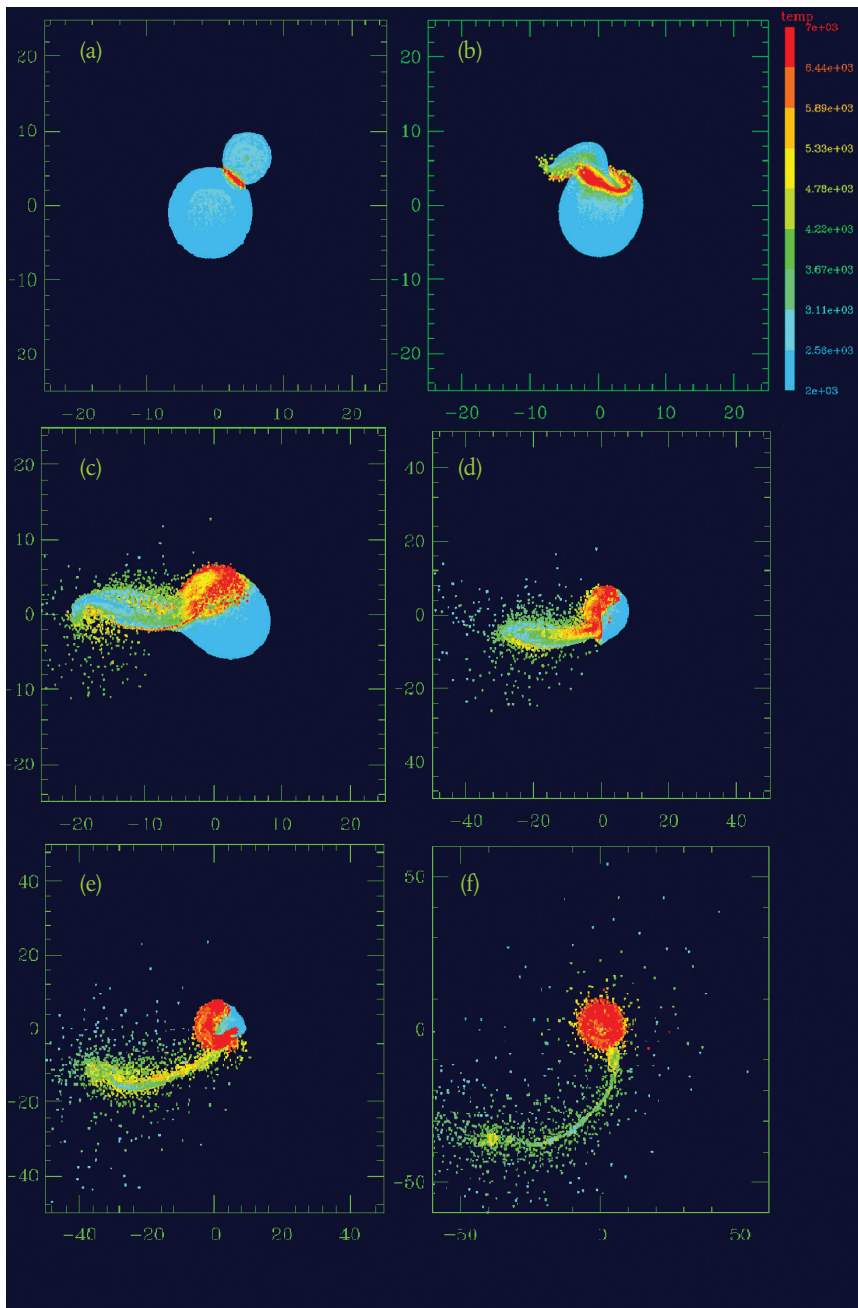 temp
(a)
(b)
7e+03
6.44e+03
5.89e+03
5.33e+03
4.78e+03
4.22e+03
3.67e+03
3.11e+03
2.56e+03
2e+03
20
10
0
-10
20
-20 -10 0 10 20
20
10
0
-10
20
-20 -10 0 10 20
(c)
(d)
20
10
0
-10
20
-20 -10 0 10 20
40
20
0
-20
40
-40 -20 0 20 40
(e)
(f)
40
20
0
-20
-40
-40 -20 0 20 40
50
0
-50
-50 0 50